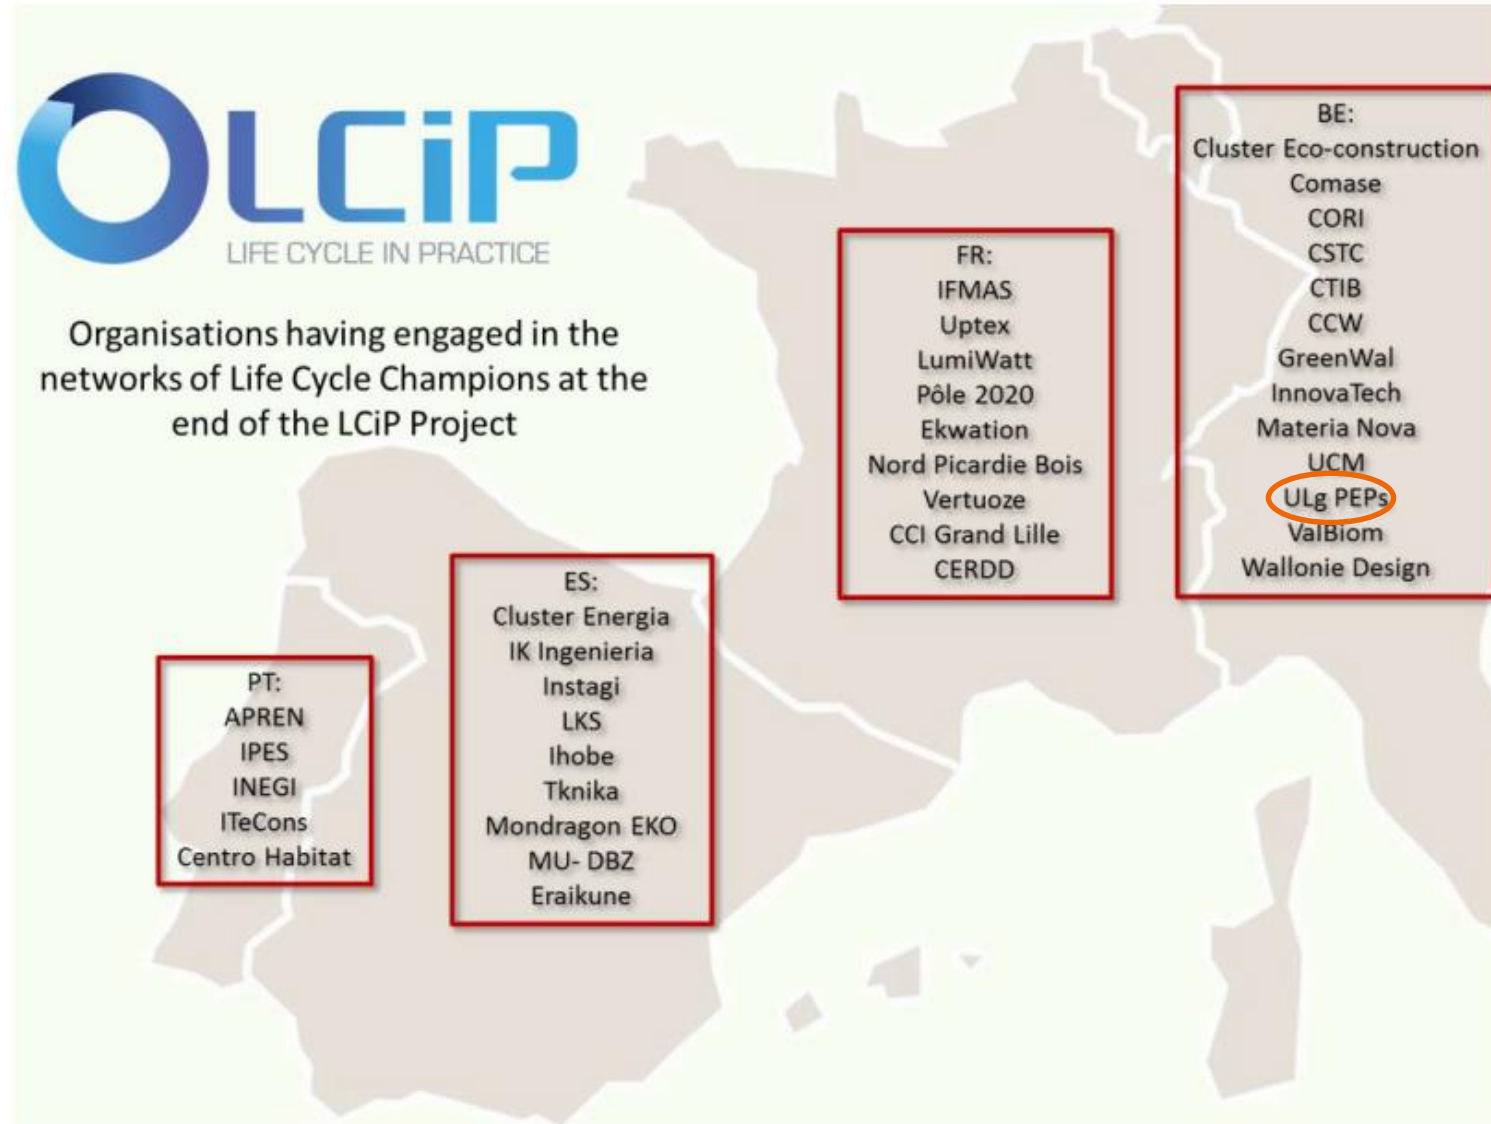 LCiP
LIFE CYCLE IN PRACTICE
Organisations having engaged in the
networks of Life Cycle Champions at the
end of the LCiP Project
PT:
APREN
IPES
INEGI
ITeCons
Centro Habitat
ES:
Cluster Energia
IK Ingenieria
Instagi
LKS
Ihobe
Tknika
Mondragon EKO
MU- DBZ
Eraikune
FR:
IFMAS
Uptex
LumiWatt
Pôle 2020
Ekwation
Nord Picardie Bois
Vertuoze
CCI Grand Lille
CERDD
BE:
Cluster Eco-construction
Comase
CORI
CSTC
CTIB
CCW
GreenWal
InnovaTech
Materia Nova
UCM
ULg PEPs
ValBiom
Wallonie Design